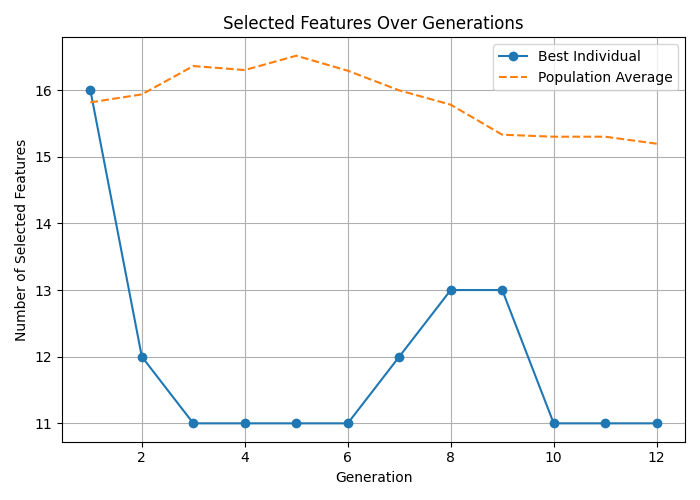 Selected Features Over Generations
Best Individual
Population Average
Number of Selected Features
16
15
14
13
12
11
2 4 6 8 10 12
Generation